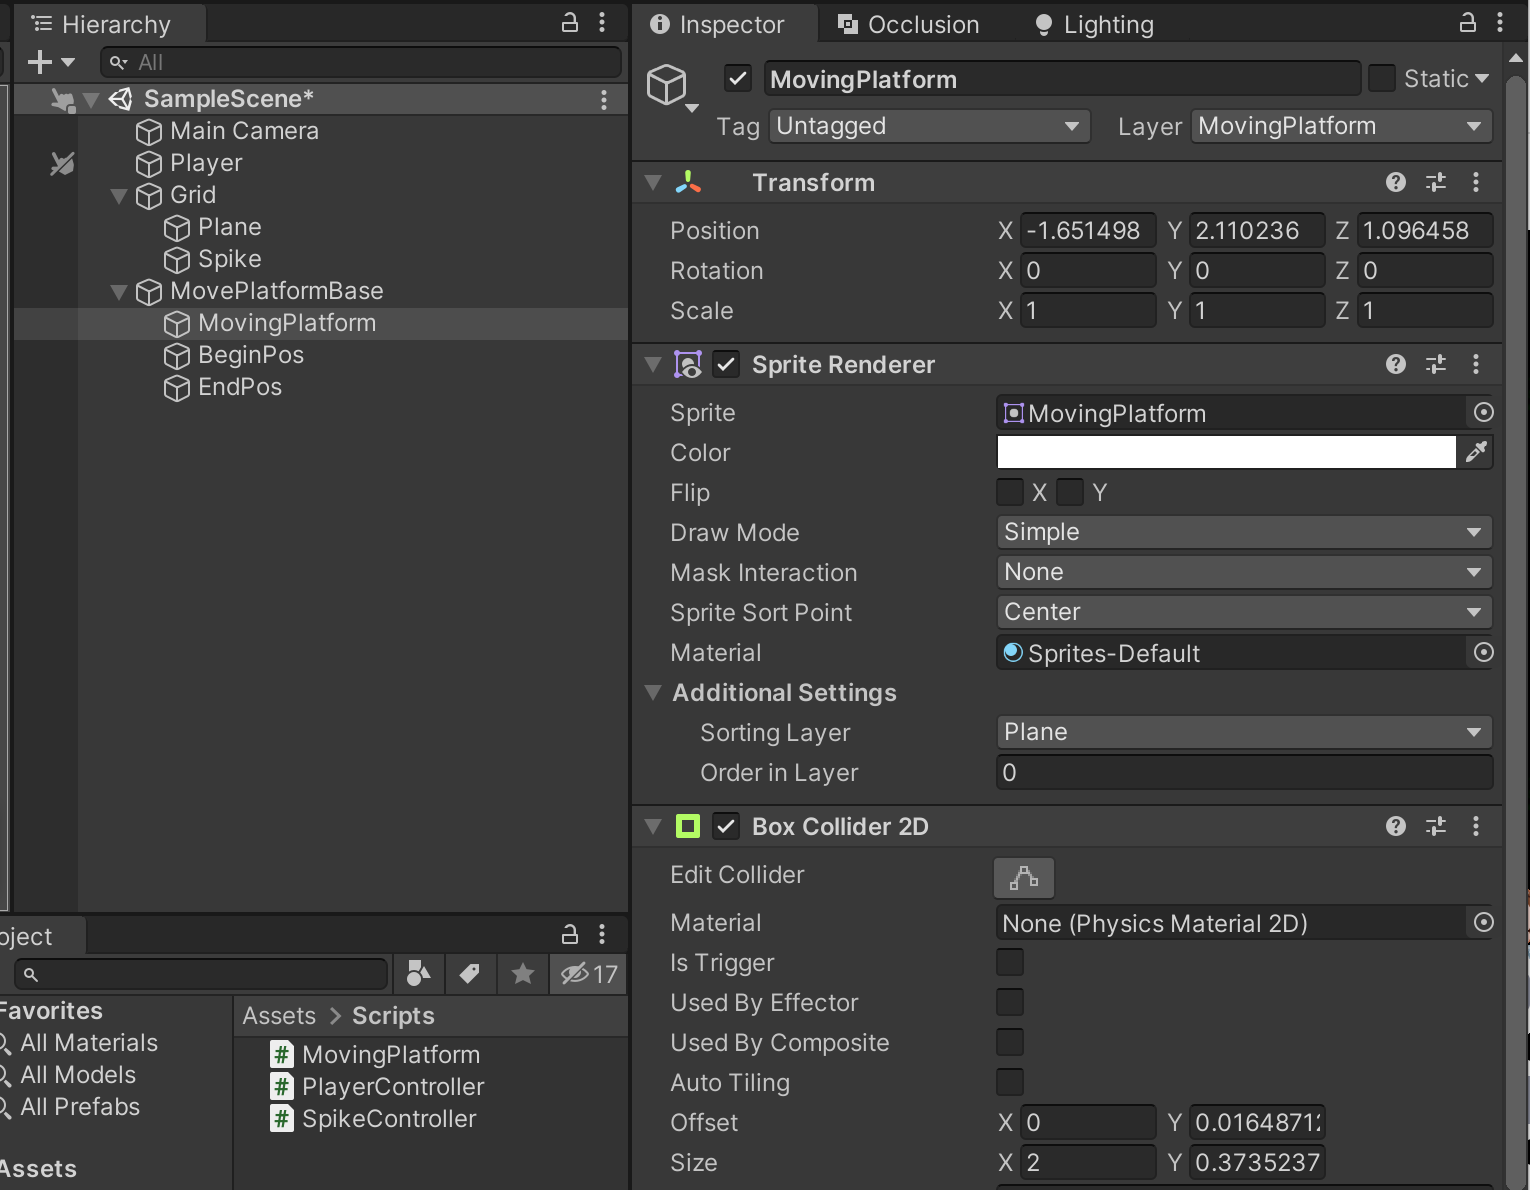 Hierarchy
All
SampleScene*
Main Camera
Player
Grid
Plane
Spike
MovePlatformBase
MovingPlatform
BeginPos
EndPos
oject
17
Favorites
All Materials
All Models
All Prefabs
Assets
Assets > Scripts
MovingPlatform
PlayerController
SpikeController
Inspector
Occlusion
Lighting
MovingPlatform
Static
Tag Untagged Layer MovingPlatform
Transform
Position X -1.651498 Y 2.110236 Z 1.096458
Rotation X 0 Y 0 Z 0
Scale X 1 Y 1 Z 1
Sprite Renderer
Sprite MovingPlatform
Color
Flip X Y
Draw Mode Simple
Mask Interaction None
Sprite Sort Point Center
Material Sprites-Default
Additional Settings
Sorting Layer Plane
Order in Layer 0
Box Collider 2D
Edit Collider
Material None (Physics Material 2D)
Is Trigger
Used By Effector
Used By Composite
Auto Tiling
Offset X 0 Y 0.0164871
Size X 2 Y 0.3735237